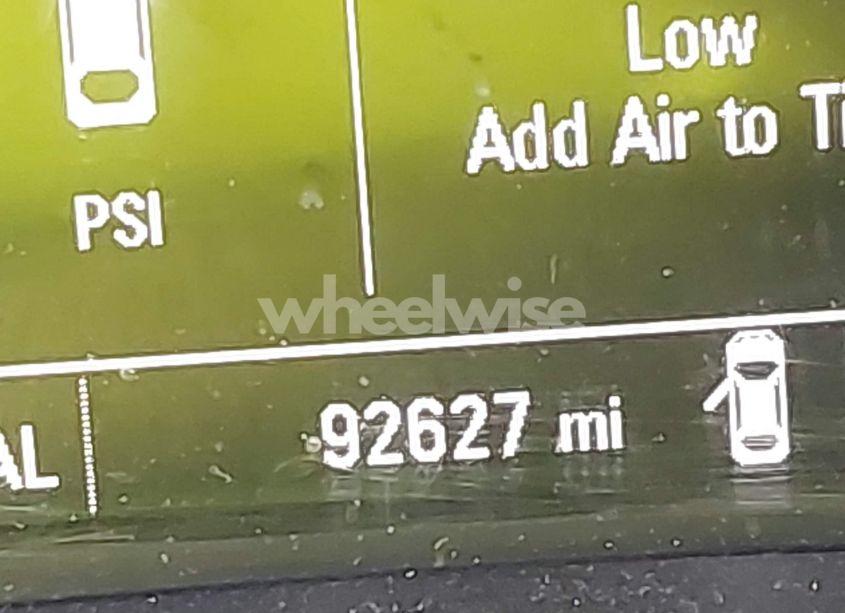 Low
Add Air to Ti
PSI
wheelwise
AL
92627 mi